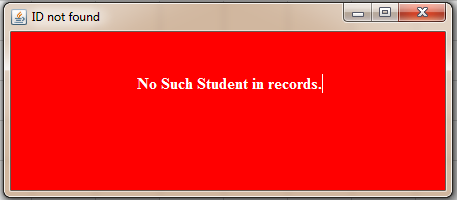 ID not found
No Such Student in records.